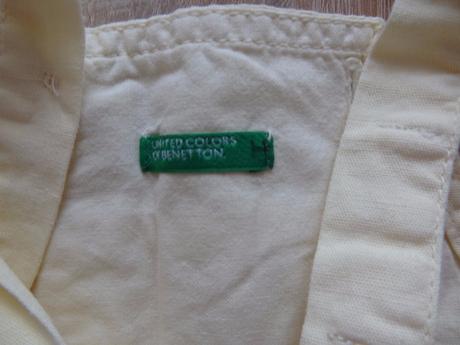 UNITED COLORS
OF BENETTON.